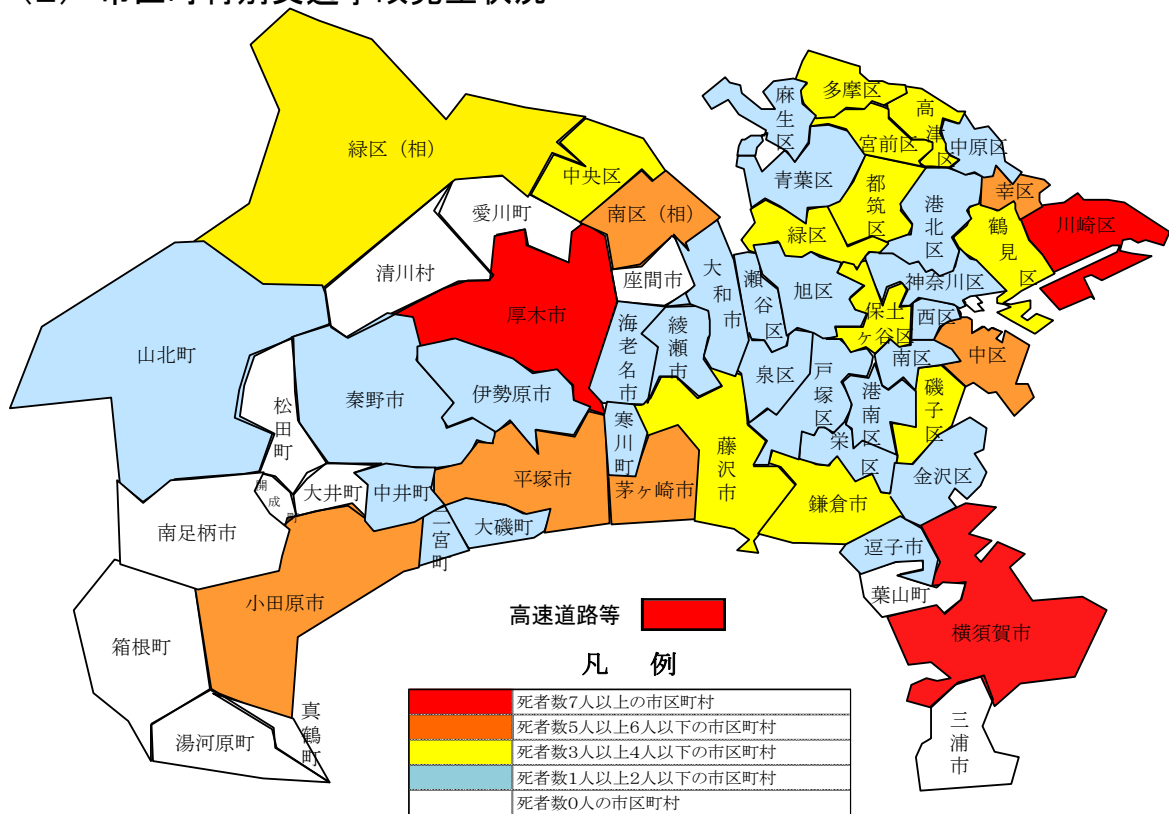 多摩区
麻生区
高津区
宮前区
中原区
緑区（相）
中央区
青葉区
都筑区
港北区
幸区
川崎区
愛川町
南区（相）
緑区
鶴見区
清川村
座間市
大和市
瀬谷区
旭区
神奈川区
厚木市
保土ヶ谷区
西区
山北町
海老名市
綾瀬市
南区
中区
秦野市
伊勢原市
泉区
戸塚区
港南区
磯子区
松田町
寒川町
藤沢市
栄区
金沢区
開成町
大井町
中井町
平塚市
茅ヶ崎市
鎌倉市
南足柄市
二宮町
大磯町
逗子市
葉山町
小田原市
高速道路等
横須賀市
箱根町
真鶴町
湯河原町
三浦市
凡　例
死者数7人以上の市区町村
死者数5人以上6人以下の市区町村
死者数3人以上4人以下の市区町村
死者数1人以上2人以下の市区町村
死者数0人の市区町村